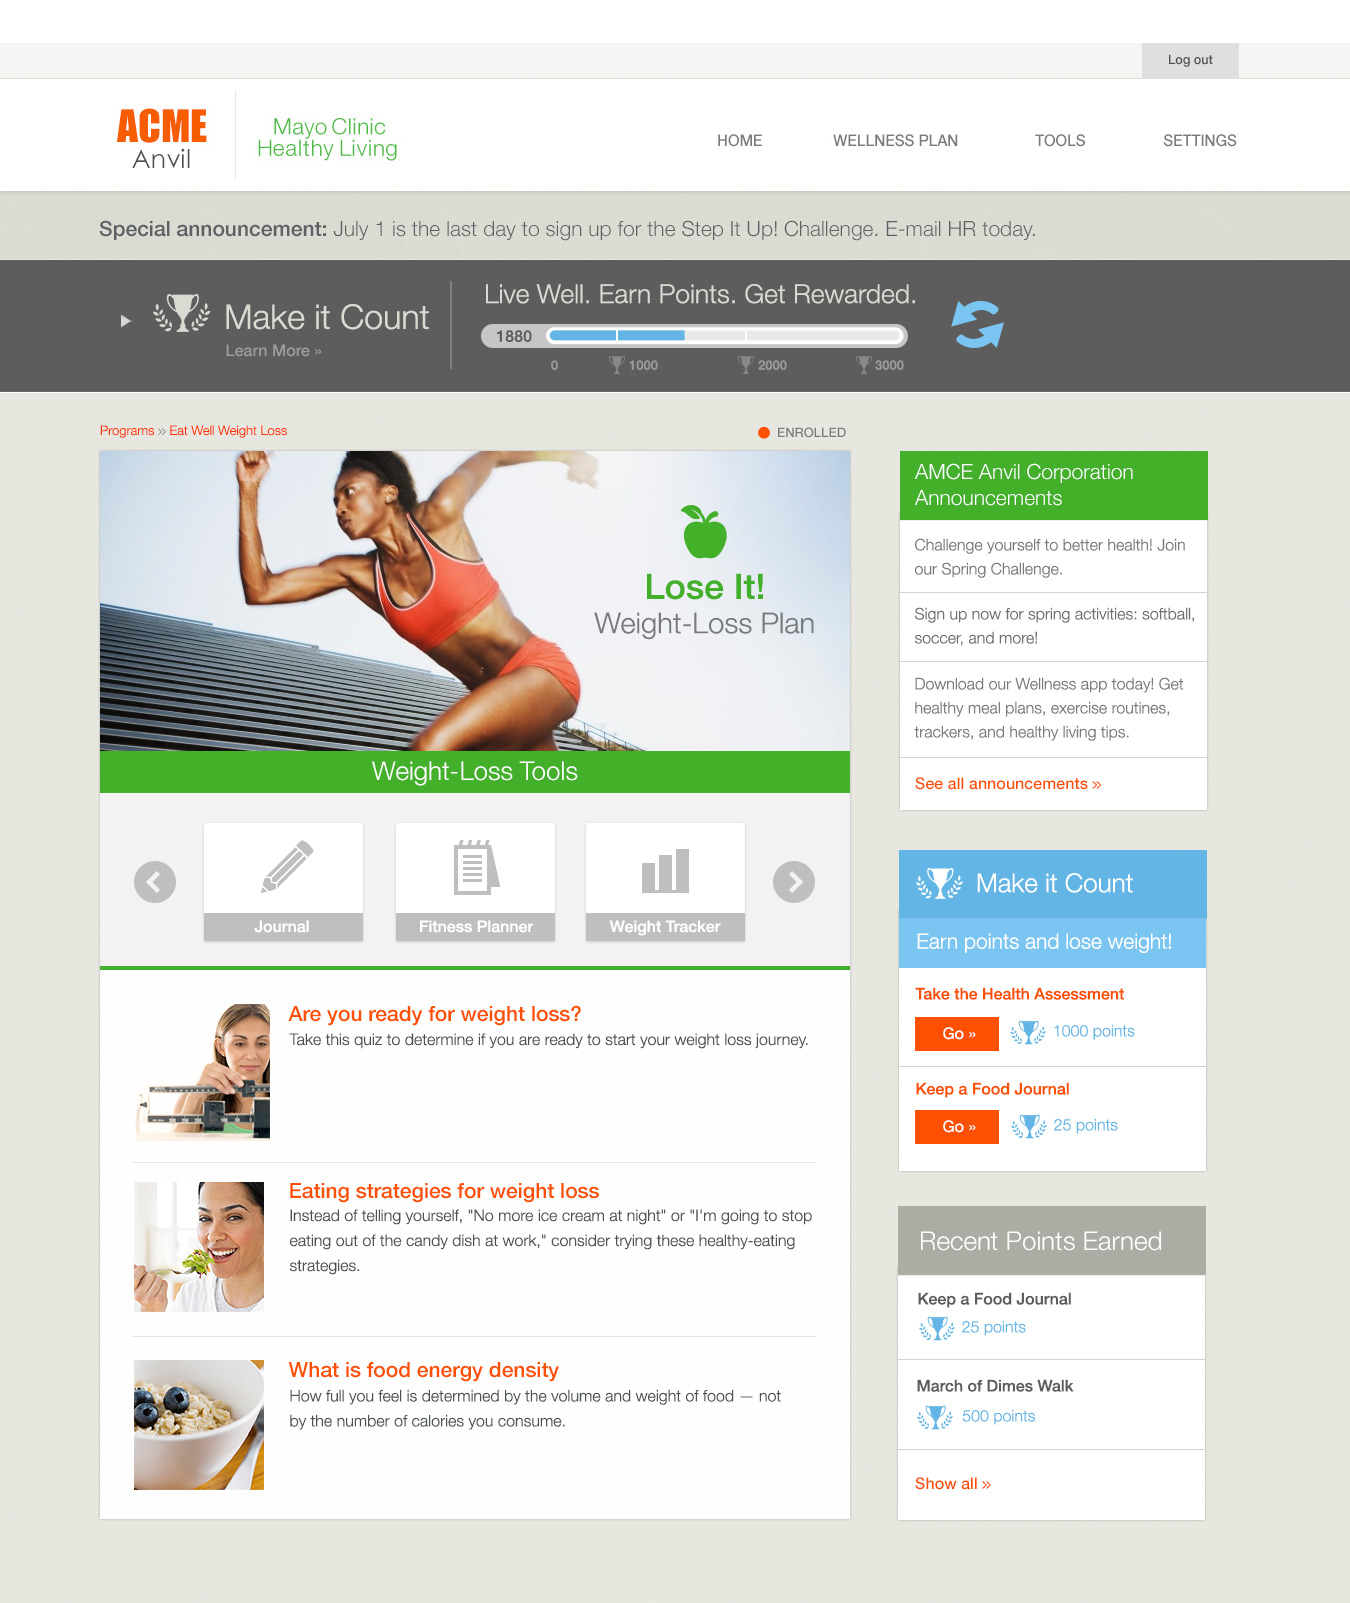 Log out
ACME
Anvil
Mayo Clinic
Healthy Living
HOME WELLNESS PLAN TOOLS SETTINGS
Special announcement: July 1 is the last day to sign up for the Step It Up! Challenge. E-mail HR today.
Make it Count
Learn More »
Live Well. Earn Points. Get Rewarded.
1880
0 1000 2000 3000
Programs » Eat Well Weight Loss
ENROLLED
Lose It!
Weight-Loss Plan
Weight-Loss Tools
Journal
Fitness Planner
Weight Tracker
Are you ready for weight loss?
Take this quiz to determine if you are ready to start your weight loss journey.
Eating strategies for weight loss
Instead of telling yourself, "No more ice cream at night" or "I'm going to stop
eating out of the candy dish at work," consider trying these healthy-eating
strategies.
What is food energy density
How full you feel is determined by the volume and weight of food — not
by the number of calories you consume.
AMCE Anvil Corporation
Announcements
Challenge yourself to better health! Join
our Spring Challenge.
Sign up now for spring activities: softball,
soccer, and more!
Download our Wellness app today! Get
healthy meal plans, exercise routines,
trackers, and healthy living tips.
See all announcements »
Make it Count
Earn points and lose weight!
Take the Health Assessment
Go » 1000 points
Keep a Food Journal
Go » 25 points
Recent Points Earned
Keep a Food Journal
25 points
March of Dimes Walk
500 points
Show all »